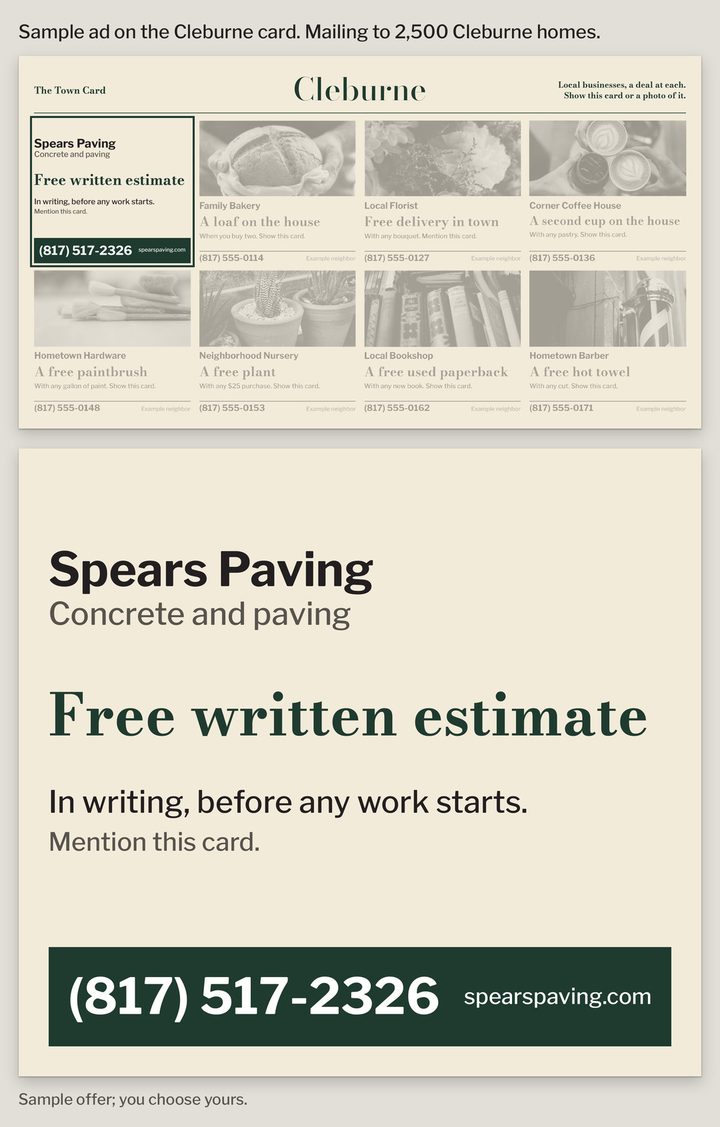 Sample ad on the Cleburne card. Mailing to 2,500 Cleburne homes.
The Town Card
Cleburne
Local businesses, a deal at each.
Show this card or a photo of it.
Spears Paving
Concrete and paving
Free written estimate
In writing, before any work starts.
Mention this card.
(817) 517-2326 spearspaving.com
Family Bakery
A loaf on the house
When you buy two. Show this card.
(817) 555-0114 Example neighbor
Local Florist
Free delivery in town
With any bouquet. Mention this card.
(817) 555-0127 Example neighbor
Corner Coffee House
A second cup on the house
With any pastry. Show this card.
(817) 555-0136 Example neighbor
Hometown Hardware
A free paintbrush
With any gallon of paint. Show this card.
(817) 555-0148 Example neighbor
Neighborhood Nursery
A free plant
With any $25 purchase. Show this card.
(817) 555-0153 Example neighbor
Local Bookshop
A free used paperback
With any new book. Show this card.
(817) 555-0162 Example neighbor
Hometown Barber
A free hot towel
With any cut. Show this card.
(817) 555-0171 Example neighbor
Spears Paving
Concrete and paving
Free written estimate
In writing, before any work starts.
Mention this card.
(817) 517-2326 spearspaving.com
Sample offer; you choose yours.